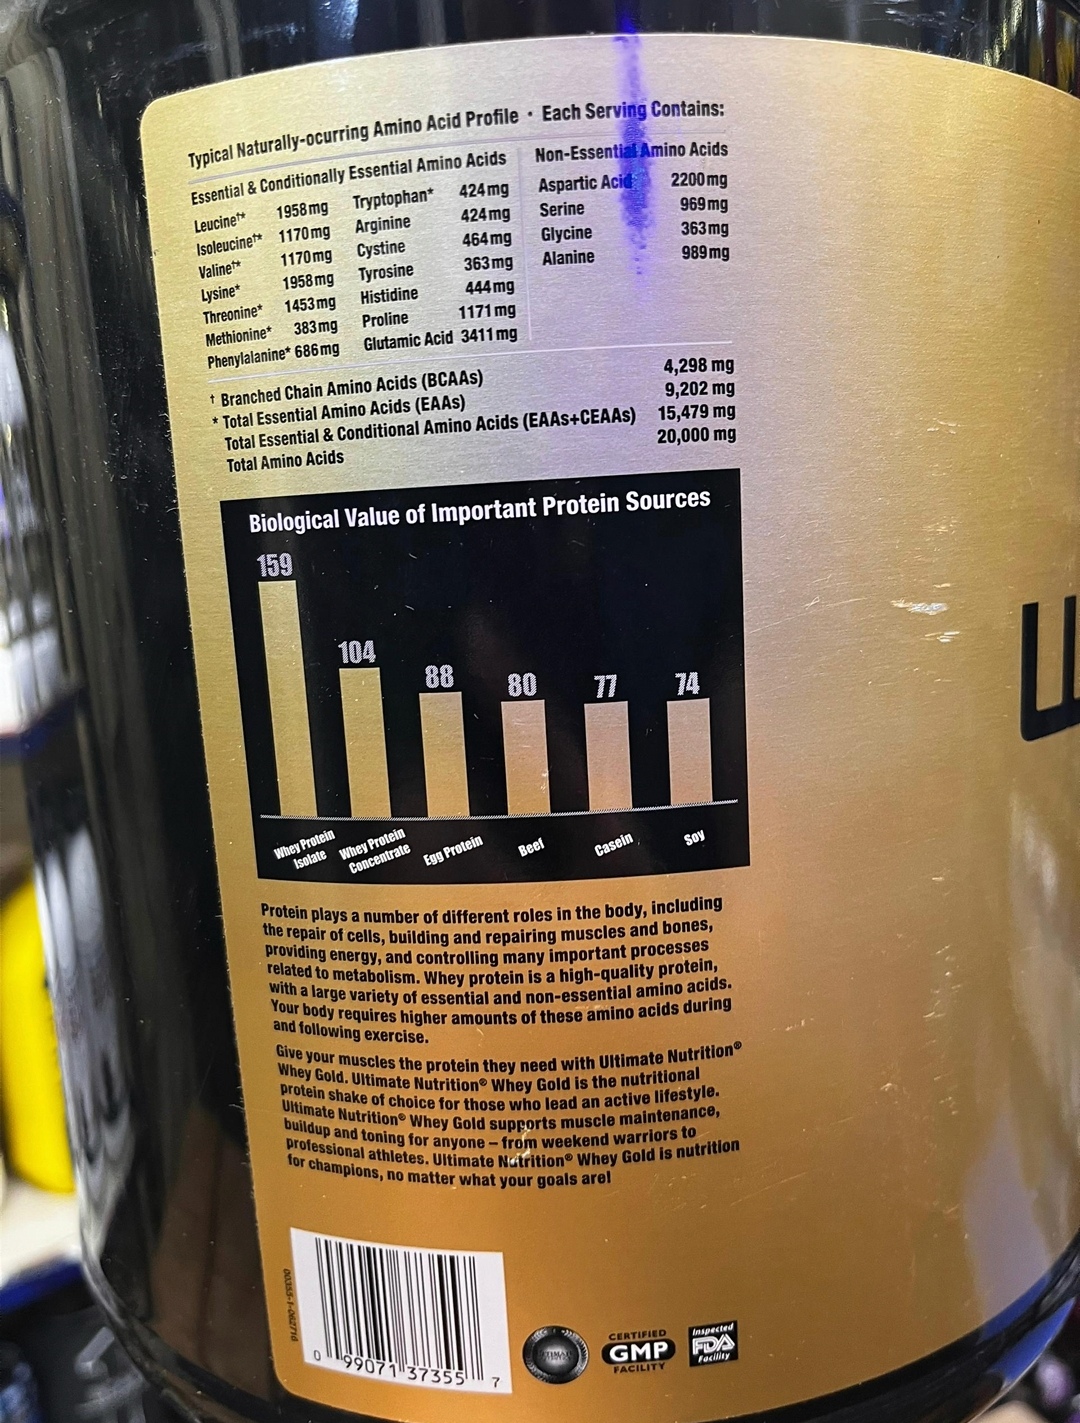 Typical Naturally-ocurring Amino Acid Profile • Each Serving Contains:
Essential & Conditionally Essential Amino Acids
Leucine†* 1958mg
Isoleucine†* 1170mg
Valine†* 1170mg
Lysine* 1958mg
Threonine* 1453mg
Methionine* 383mg
Phenylalanine* 686mg
Tryptophan* 424mg
Arginine 424mg
Cystine 464mg
Tyrosine 363mg
Histidine 444mg
Proline 1171mg
Glutamic Acid 3411mg
Non-Essential Amino Acids
Aspartic Acid 2200mg
Serine 969mg
Glycine 363mg
Alanine 989mg
† Branched Chain Amino Acids (BCAAs) 4,298 mg
* Total Essential Amino Acids (EAAs) 9,202 mg
Total Essential & Conditional Amino Acids (EAAs+CEAAs) 15,479 mg
Total Amino Acids 20,000 mg
Biological Value of Important Protein Sources
159
104
88
80
77
74
Whey Protein
Isolate
Whey Protein
Concentrate
Egg Protein
Beef
Casein
Soy
Protein plays a number of different roles in the body, including
the repair of cells, building and repairing muscles and bones,
providing energy, and controlling many important processes
related to metabolism. Whey protein is a high-quality protein,
with a large variety of essential and non-essential amino acids.
Your body requires higher amounts of these amino acids during
and following exercise.
Give your muscles the protein they need with Ultimate Nutrition®
Whey Gold. Ultimate Nutrition® Whey Gold is the nutritional
protein shake of choice for those who lead an active lifestyle.
Ultimate Nutrition® Whey Gold supports muscle maintenance,
buildup and toning for anyone – from weekend warriors to
professional athletes. Ultimate Nutrition® Whey Gold is nutrition
for champions, no matter what your goals are!
00355-1-062716
0 99071 37355 7
CERTIFIED
GMP
FACILITY
Inspected
FDA
Facility